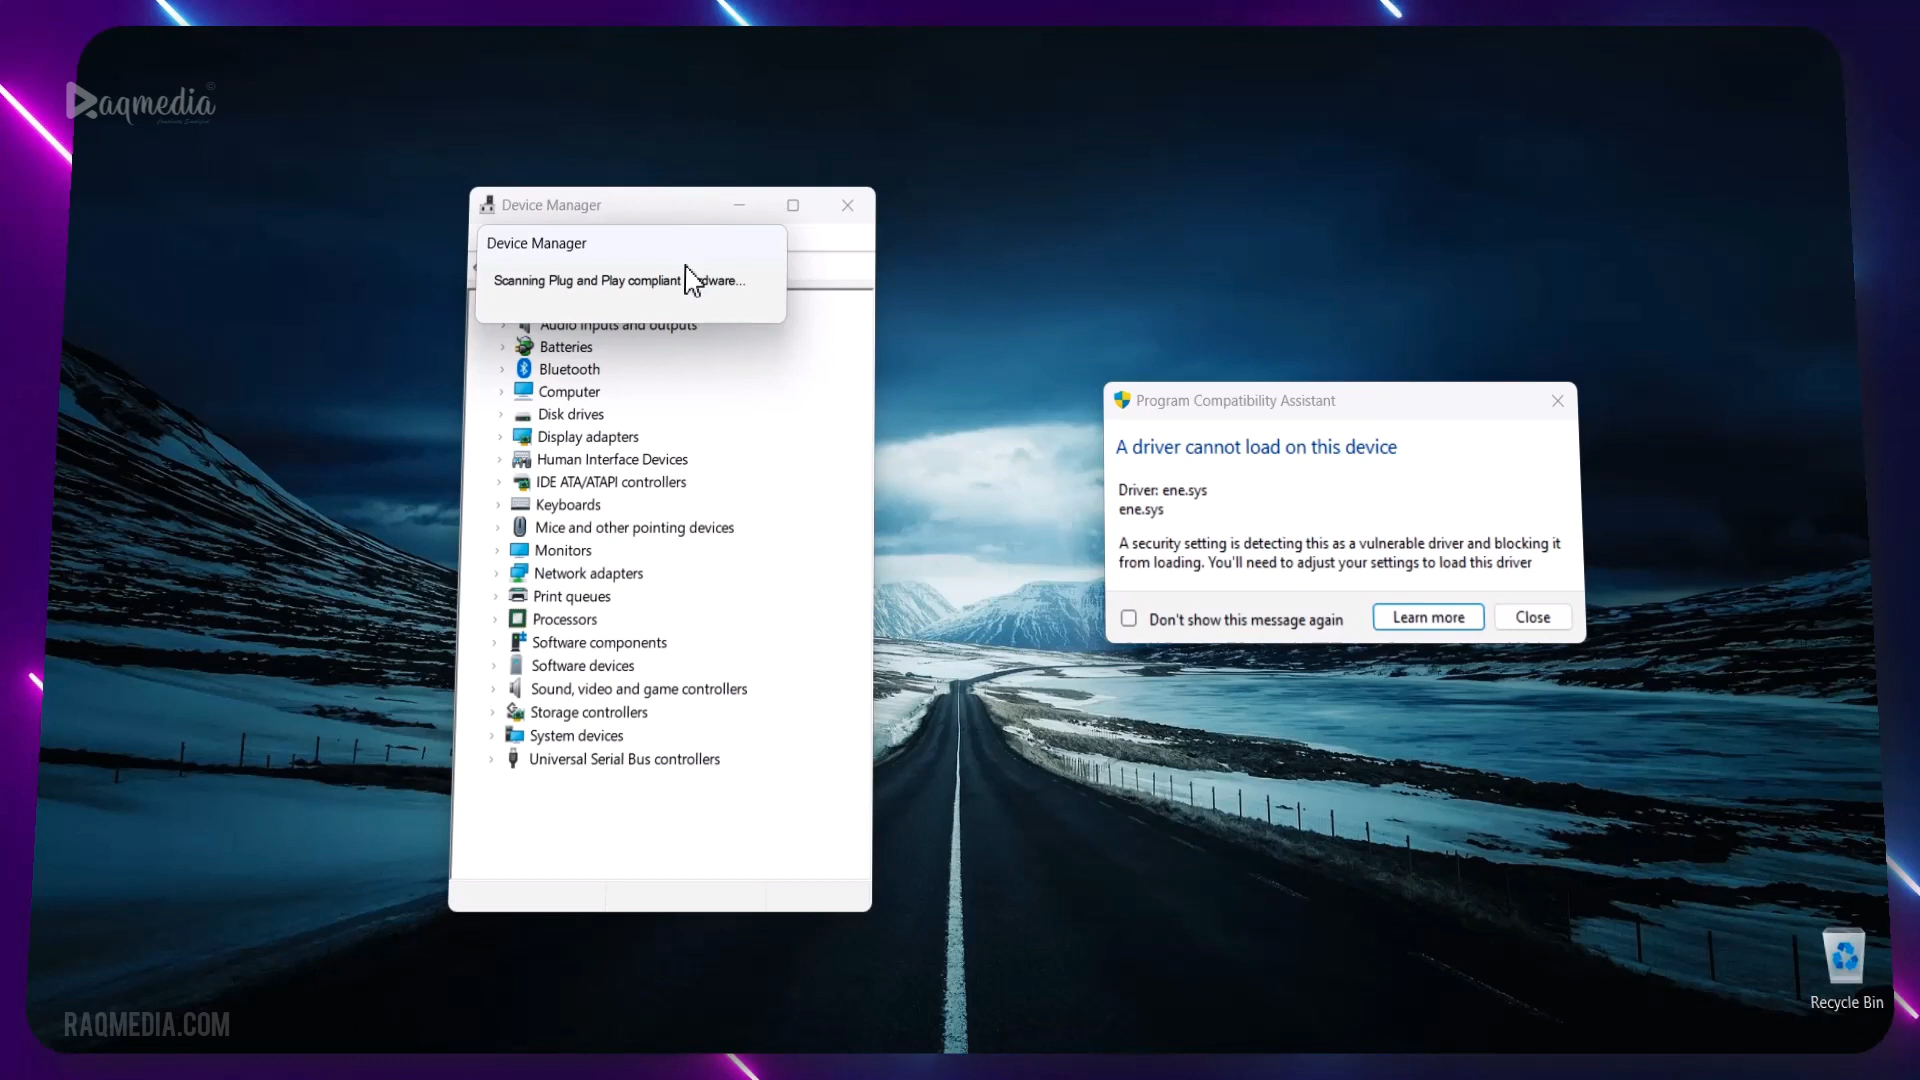 aqmedia
Device Manager
Device Manager
Scanning Plug and Play compliant dware...
Audio inputs and outputs
Batteries
Bluetooth
Computer
Disk drives
Display adapters
Human Interface Devices
IDE ATA/ATAPI controllers
Keyboards
Mice and other pointing devices
Monitors
Network adapters
Print queues
Processors
Software components
Software devices
Sound, video and game controllers
Storage controllers
System devices
Universal Serial Bus controllers
Program Compatibility Assistant
A driver cannot load on this device
Driver: ene.sys
ene.sys
A security setting is detecting this as a vulnerable driver and blocking it
from loading. You'll need to adjust your settings to load this driver
Don't show this message again
Learn more
Close
Recycle Bin
RAQMEDIA.COM